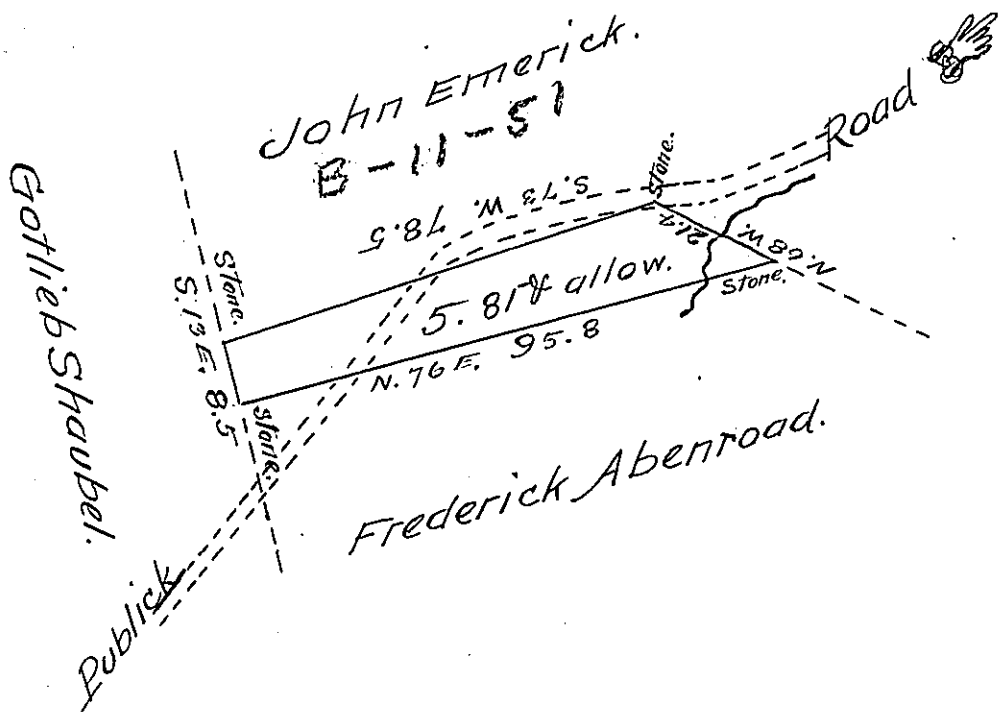 John Emerick.
B-11-51
Road
Gotlieb Shaubel.
S. 73 W. 78.5
Stone.
Stone.
S. 13 E. 8.5
Stone.
5. 81 & allow.
N. 76 E. 95.8
21.4
N. 68 W.
Stone.
Frederick Abenroad.
Publick